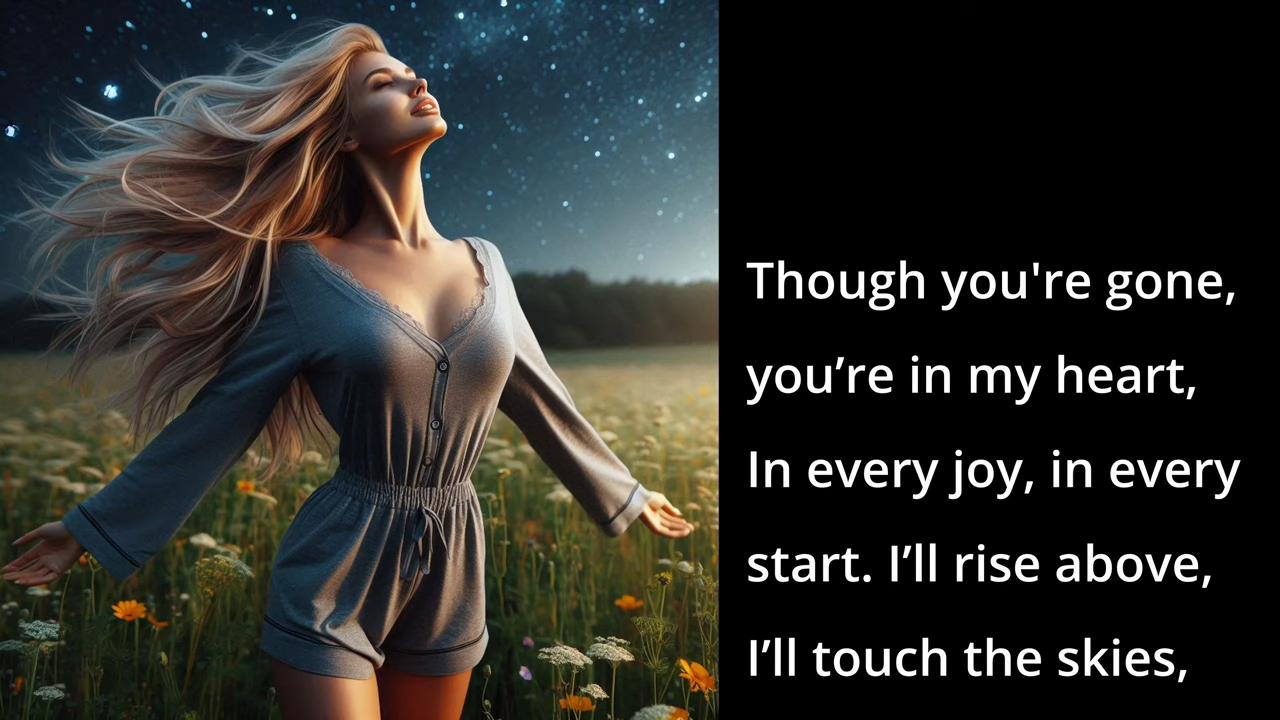 Though you're gone,
you’re in my heart,
In every joy, in every
start. I’ll rise above,
I’ll touch the skies,